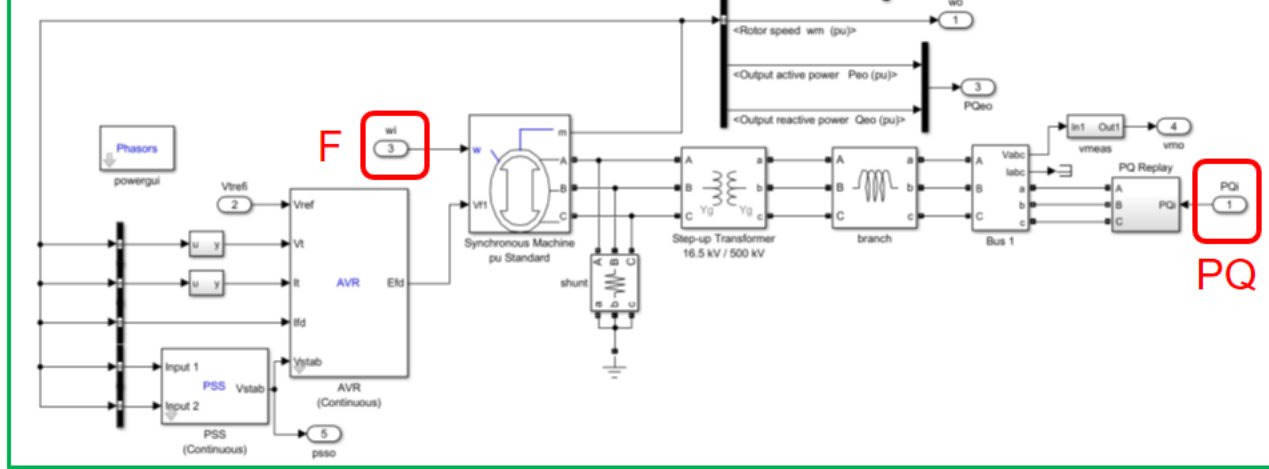 wo
1
<Rotor speed wm (pu)>
<Output active power Peo (pu)>
3
PQeo
<Output reactive power Qeo (pu)>
Phasors
powergui
F
wi
3
Vtrefi
2
w
Vf1
m
A
B
C
Synchronous Machine
pu Standard
A
B
C
a
b
c
Yg
Yg
Step-up Transformer
16.5 kV / 500 kV
A
B
C
a
b
c
branch
A
B
C
Vabc
Iabc
a
b
c
Bus 1
In1 Out1
vmeas
4
vmo
PQ Replay
A
B
C
PQi
PQi
1
PQ
A B C
a b c
shunt
Vref
Vt
It
Ifd
Vstab
AVR
Efd
AVR
(Continuous)
u y
u y
Input 1
Input 2
PSS
Vstab
PSS
(Continuous)
5
psso